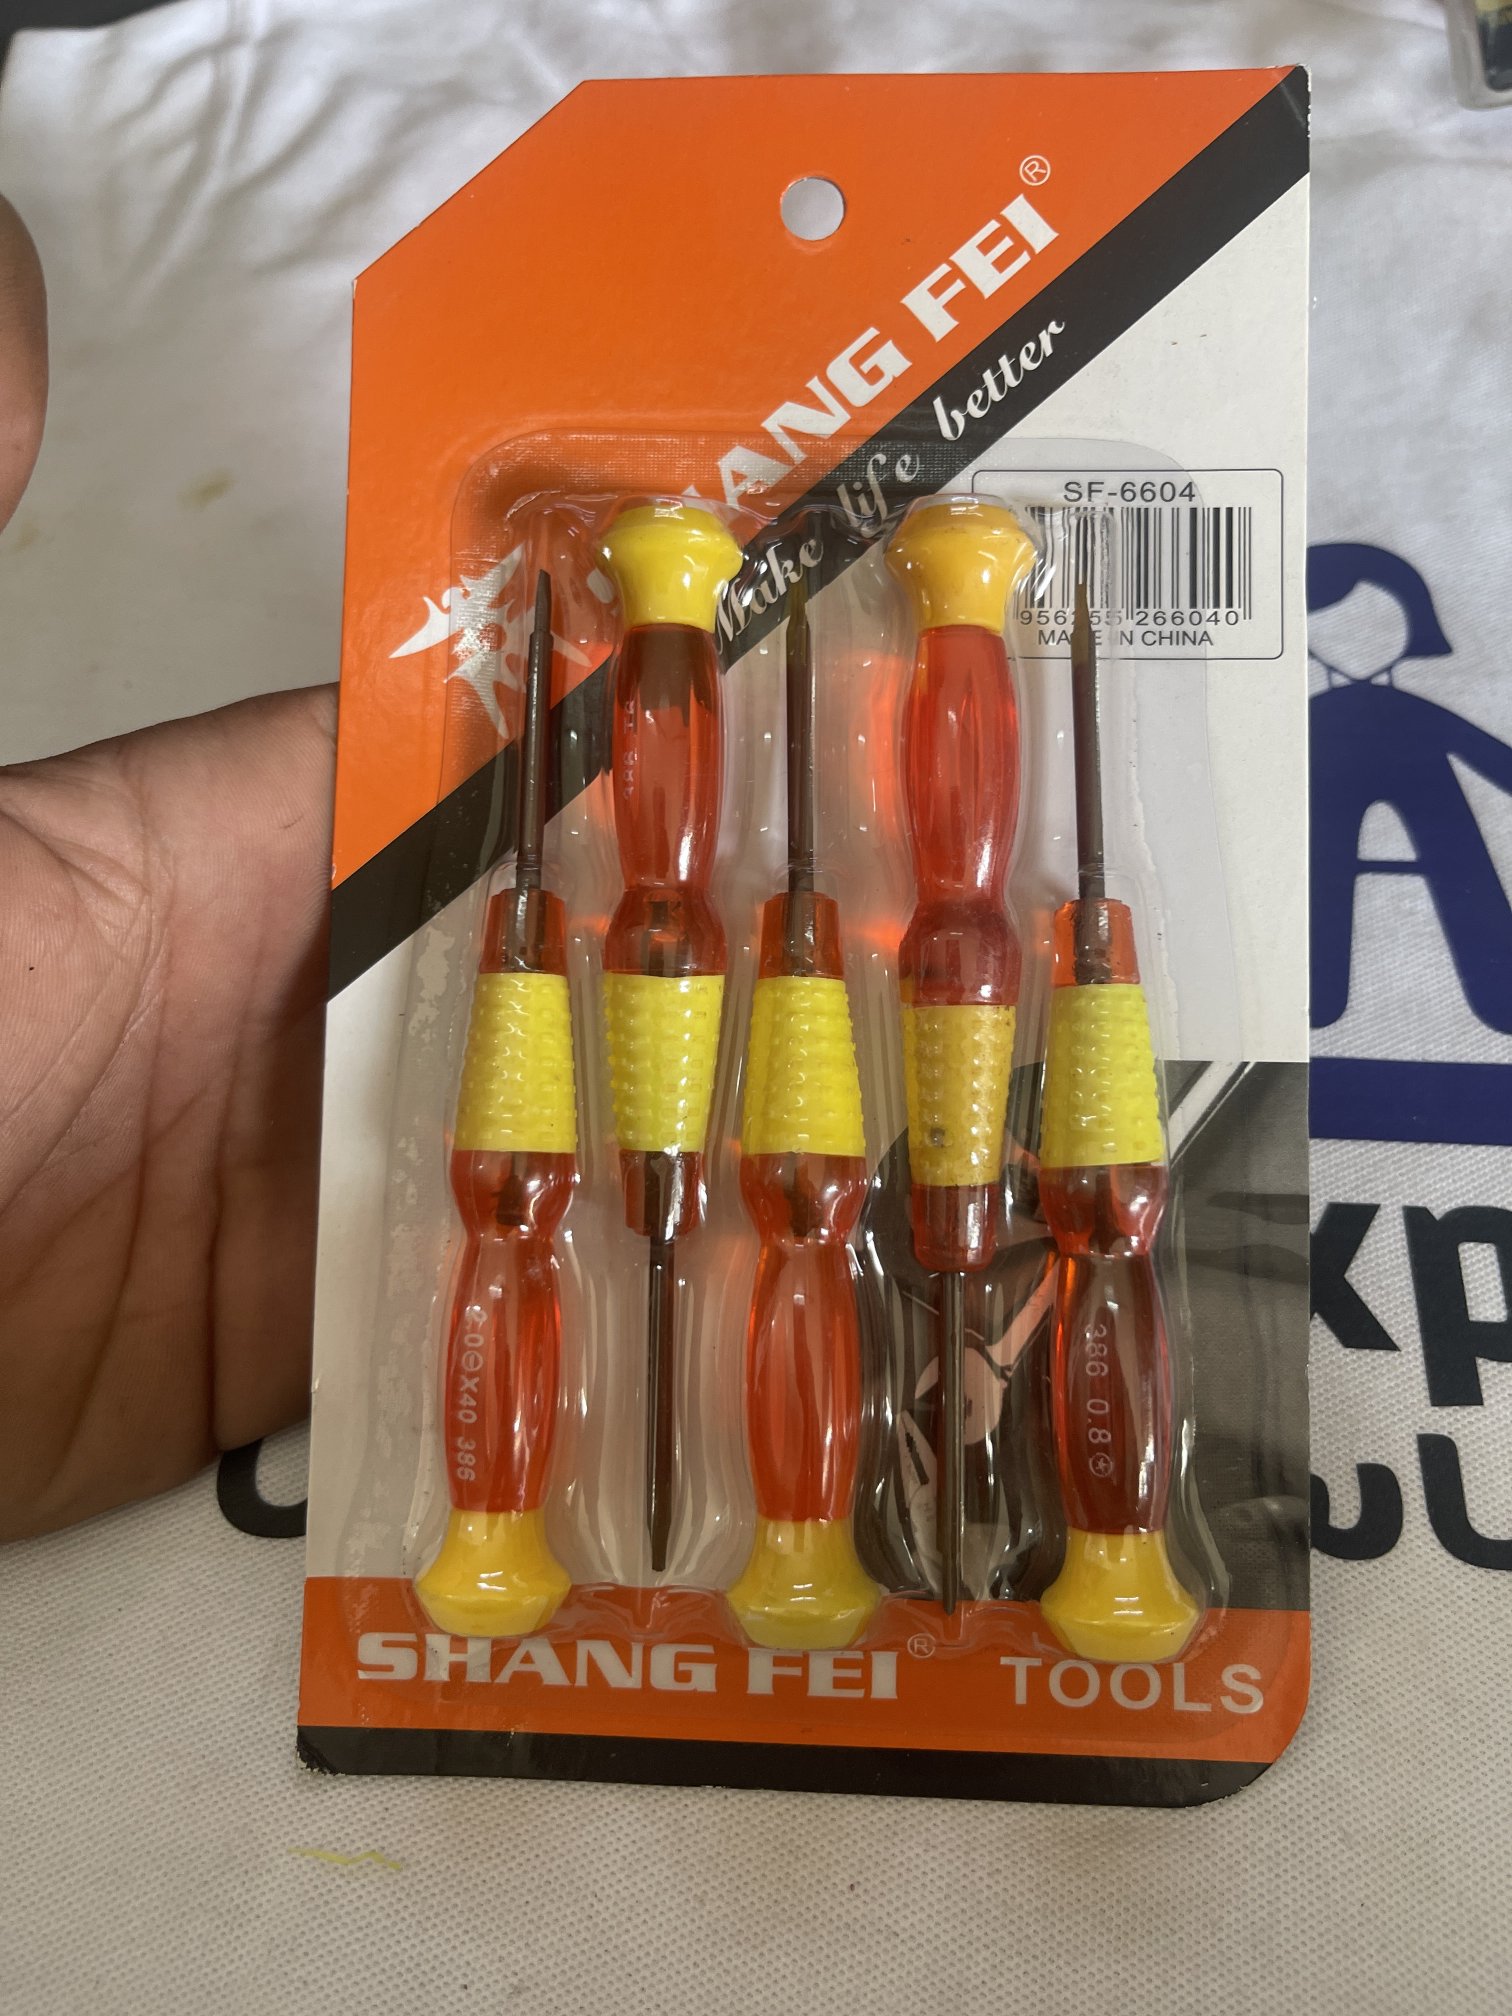 SHANG FEI®
Make life better
SF-6604
266040
MADE IN CHINA
2.0⊖X40 386
386 0.8
SHANG FEI® TOOLS